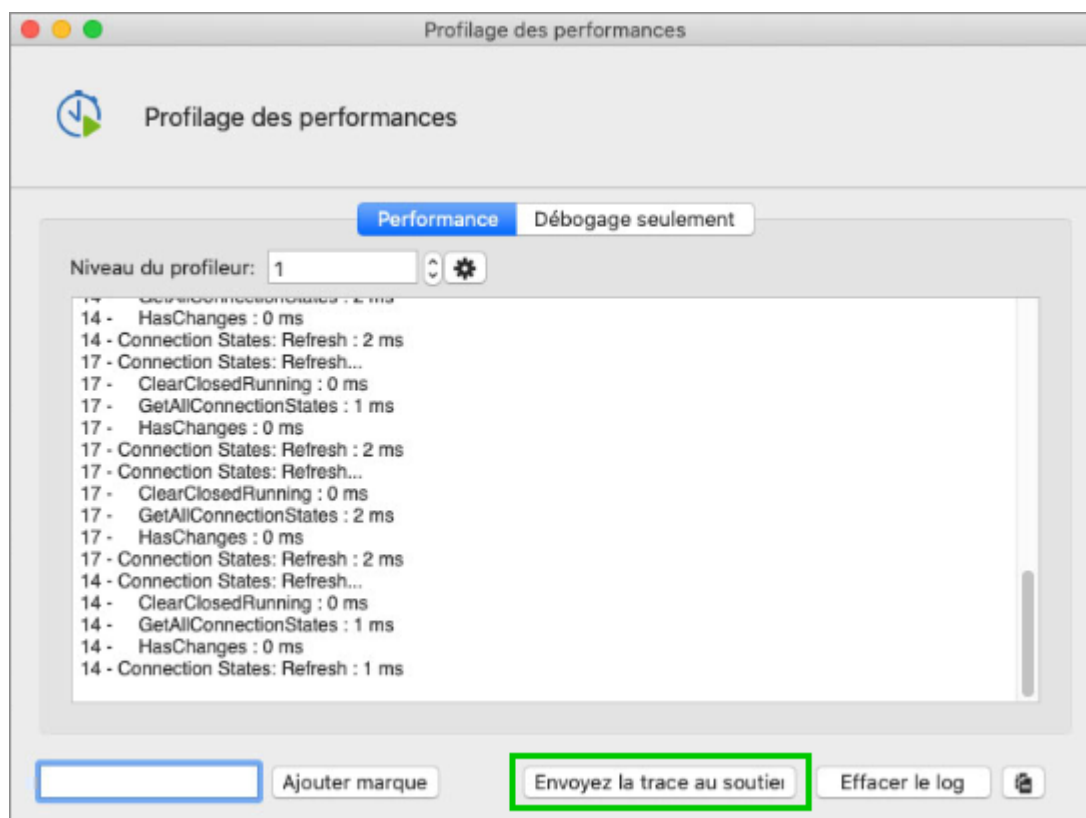 Profilage des performances
Profilage des performances
Performance
Débogage seulement
Niveau du profileur: 1
14 - GetAllConnectionStates : 2 ms
14 - HasChanges : 0 ms
14 - Connection States: Refresh : 2 ms
17 - Connection States: Refresh...
17 - ClearClosedRunning : 0 ms
17 - GetAllConnectionStates : 1 ms
17 - HasChanges : 0 ms
17 - Connection States: Refresh : 2 ms
17 - Connection States: Refresh...
17 - ClearClosedRunning : 0 ms
17 - GetAllConnectionStates : 2 ms
17 - HasChanges : 0 ms
17 - Connection States: Refresh : 2 ms
14 - Connection States: Refresh...
14 - ClearClosedRunning : 0 ms
14 - GetAllConnectionStates : 1 ms
14 - HasChanges : 0 ms
14 - Connection States: Refresh : 1 ms
Ajouter marque
Envoyez la trace au soutie
Effacer le log